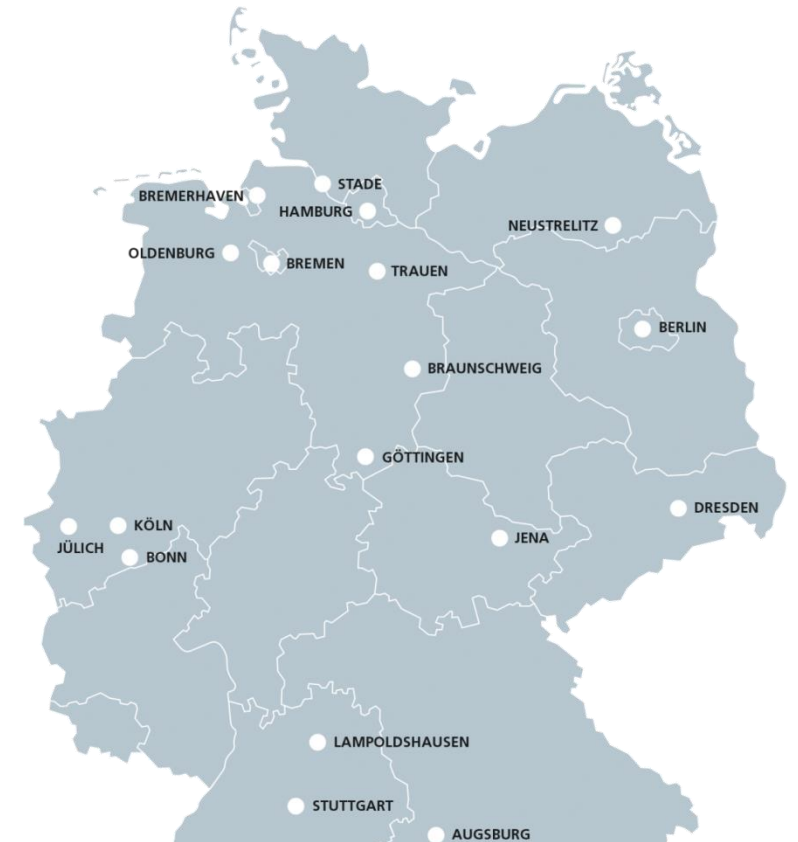 STADE
BREMERHAVEN
HAMBURG
NEUSTRELITZ
OLDENBURG
BREMEN
TRAUEN
BERLIN
BRAUNSCHWEIG
GÖTTINGEN
DRESDEN
KÖLN
JENA
JÜLICH
BONN
LAMPOLDSHAUSEN
STUTTGART
AUGSBURG